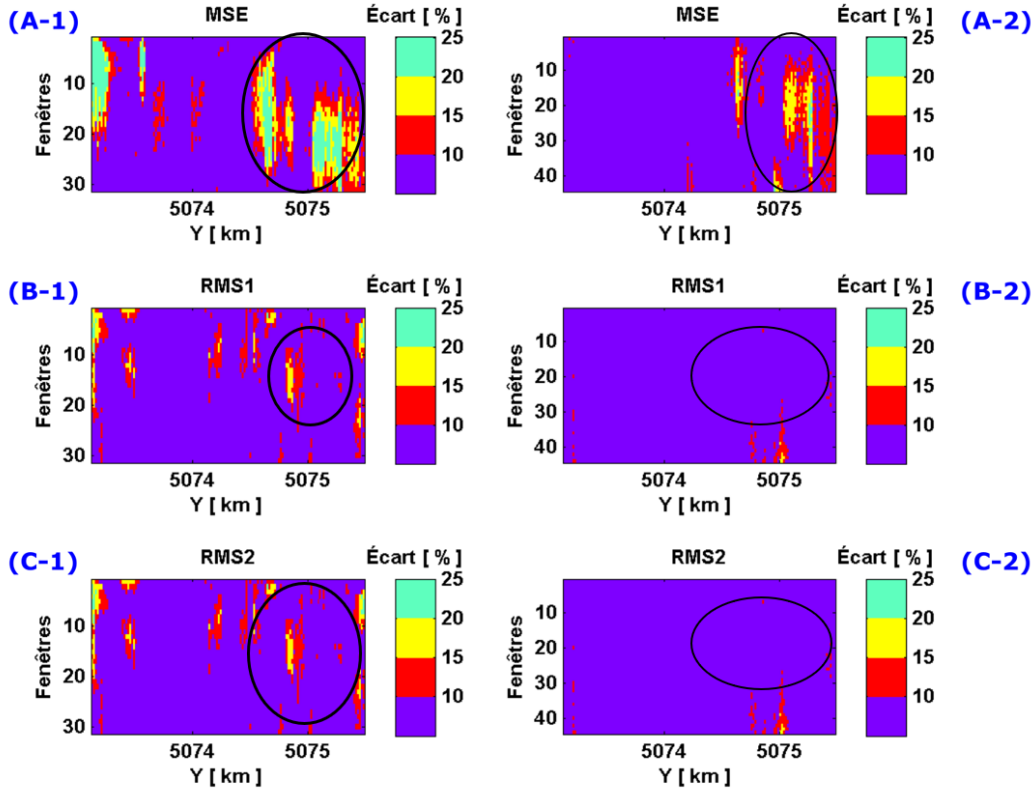 (A-1)
MSE
Écart [ % ]
25
20
15
10
Fenêtres
10
20
30
5074
5075
Y [ km ]
MSE
Écart [ % ]
(A-2)
25
20
15
10
Fenêtres
10
20
30
40
5074
5075
Y [ km ]
(B-1)
RMS1
Écart [ % ]
25
20
15
10
Fenêtres
10
20
30
5074
5075
Y [ km ]
RMS1
Écart [ % ]
(B-2)
25
20
15
10
Fenêtres
20
40
5074
5075
Y [ km ]
(C-1)
RMS2
Écart [ % ]
25
20
15
10
Fenêtres
10
20
30
5074
5075
Y [ km ]
RMS2
Écart [ % ]
(C-2)
25
20
15
10
Fenêtres
10
20
30
40
5074
5075
Y [ km ]